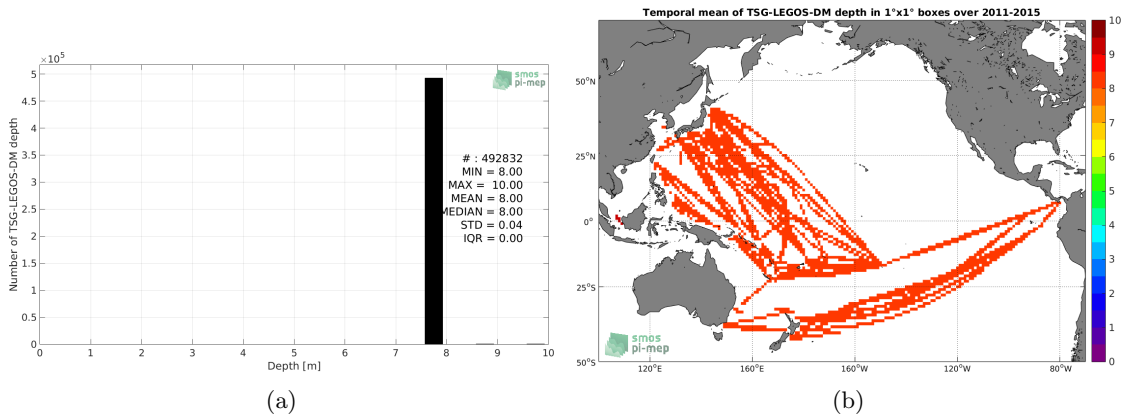 ×10^5
5
4.5
4
3.5
3
2.5
2
1.5
1
0.5
0
Number of TSG-LEGOS-DM depth
smos
pi-mep
# : 492832
MIN = 8.00
MAX = 10.00
MEAN = 8.00
MEDIAN = 8.00
STD = 0.04
IQR = 0.00
0 1 2 3 4 5 6 7 8 9 10
Depth [m]
(a)
Temporal mean of TSG-LEGOS-DM depth in 1°x1° boxes over 2011-2015
50°N
25°N
0°
25°S
50°S
120°E 160°E 160°W 120°W 80°W
smos
pi-mep
10
9
8
7
6
5
4
3
2
1
0
(b)